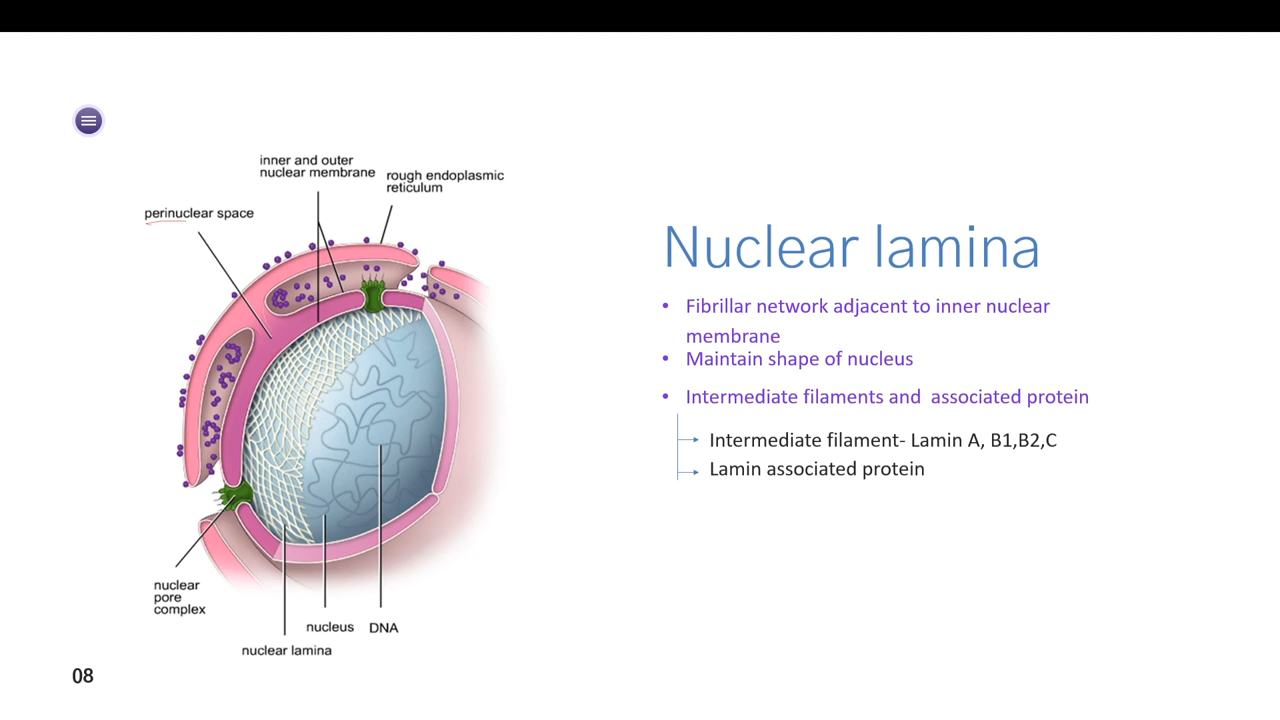 inner and outer
nuclear membrane
rough endoplasmic
reticulum
perinuclear space
nuclear
pore
complex
nucleus
DNA
nuclear lamina
Nuclear lamina
• Fibrillar network adjacent to inner nuclear
membrane
• Maintain shape of nucleus
• Intermediate filaments and  associated protein
Intermediate filament- Lamin A, B1,B2,C
Lamin associated protein
08